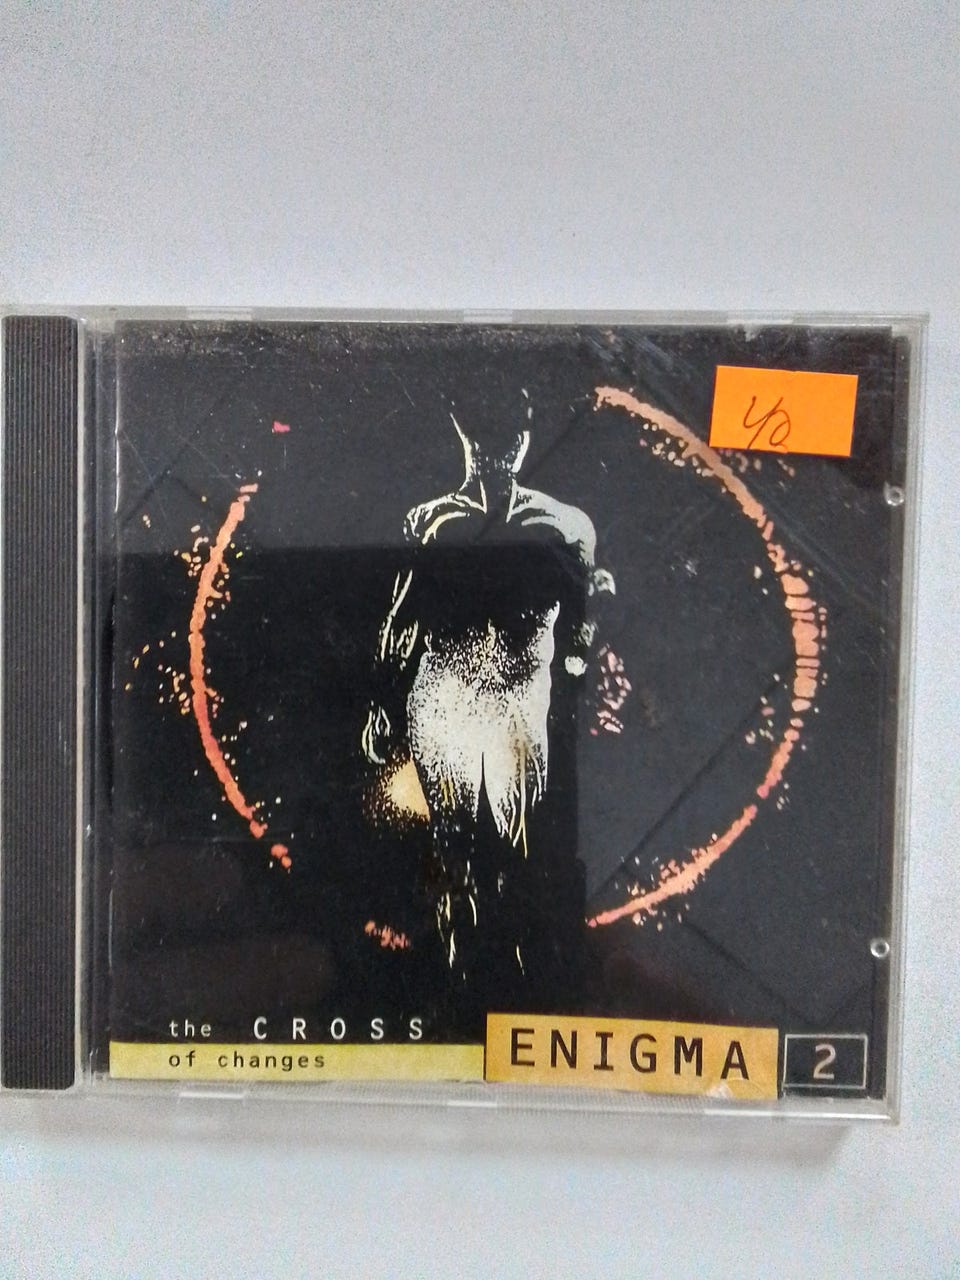 40
the CROSS
of changes
ENIGMA
2